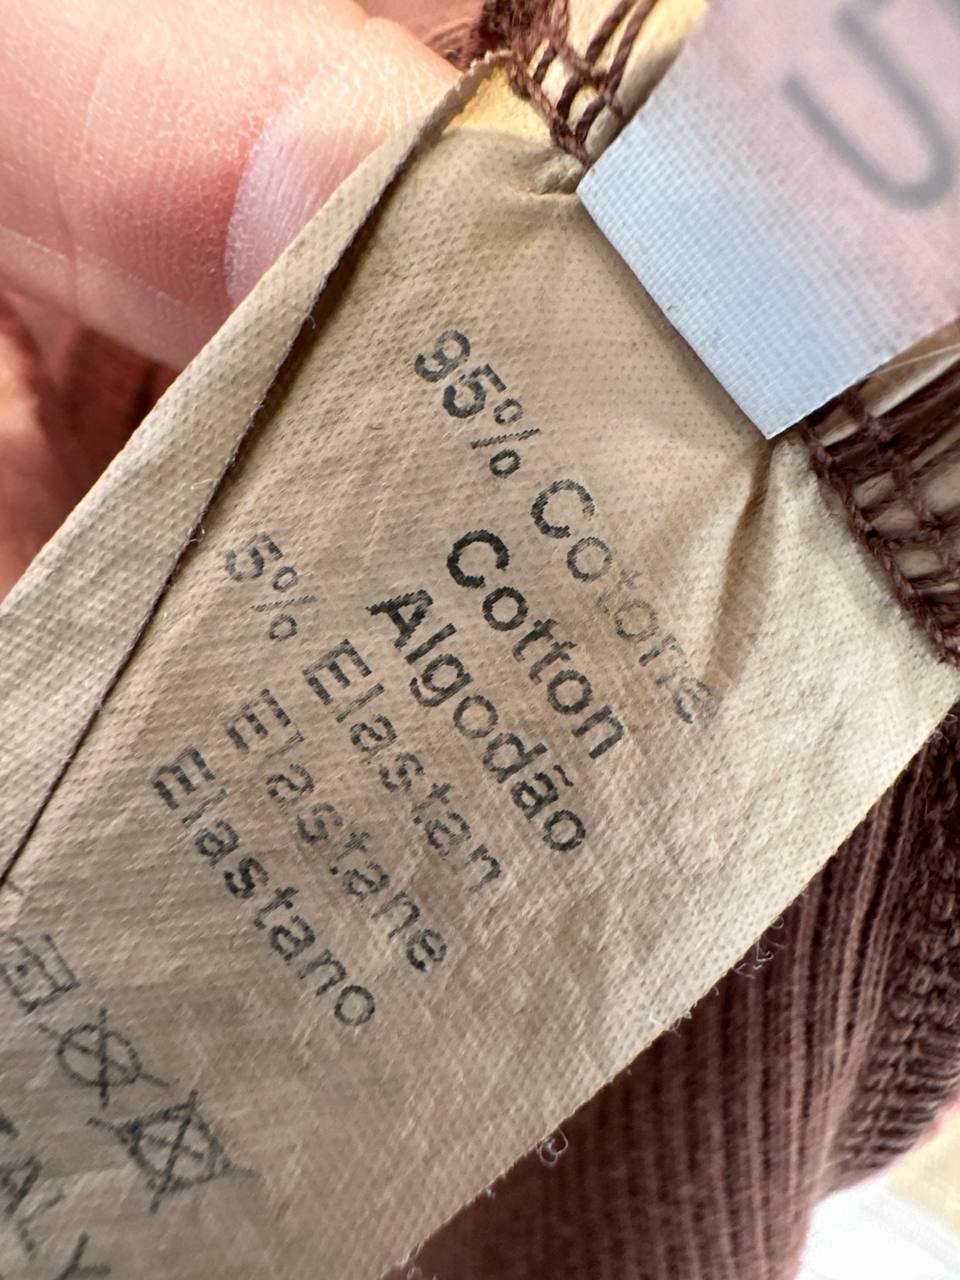 95% Cotone
Cotton
Algodão
5% Elastan
Elastane
Elastano